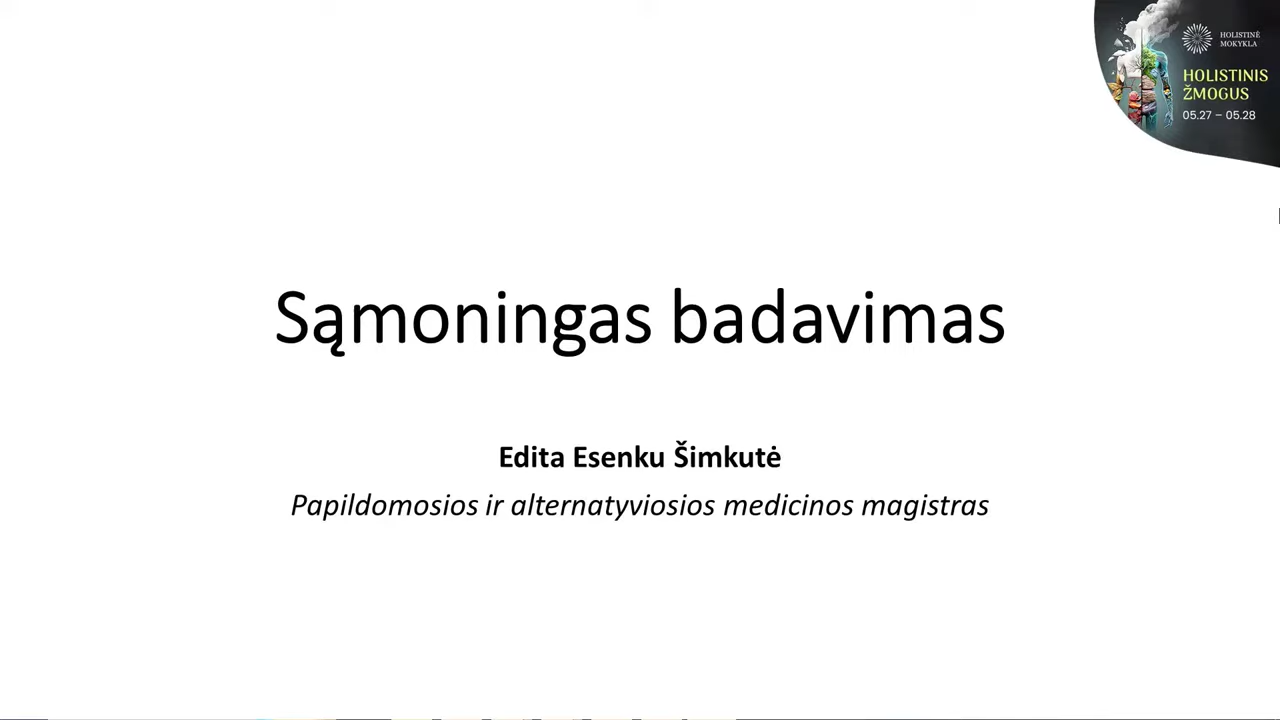 HOLISTINĖ
MOKYKLA
HOLISTINIS
ŽMOGUS
05.27 – 05.28
Sąmoningas badavimas
Edita Esenku Šimkutė
Papildomosios ir alternatyviosios medicinos magistras